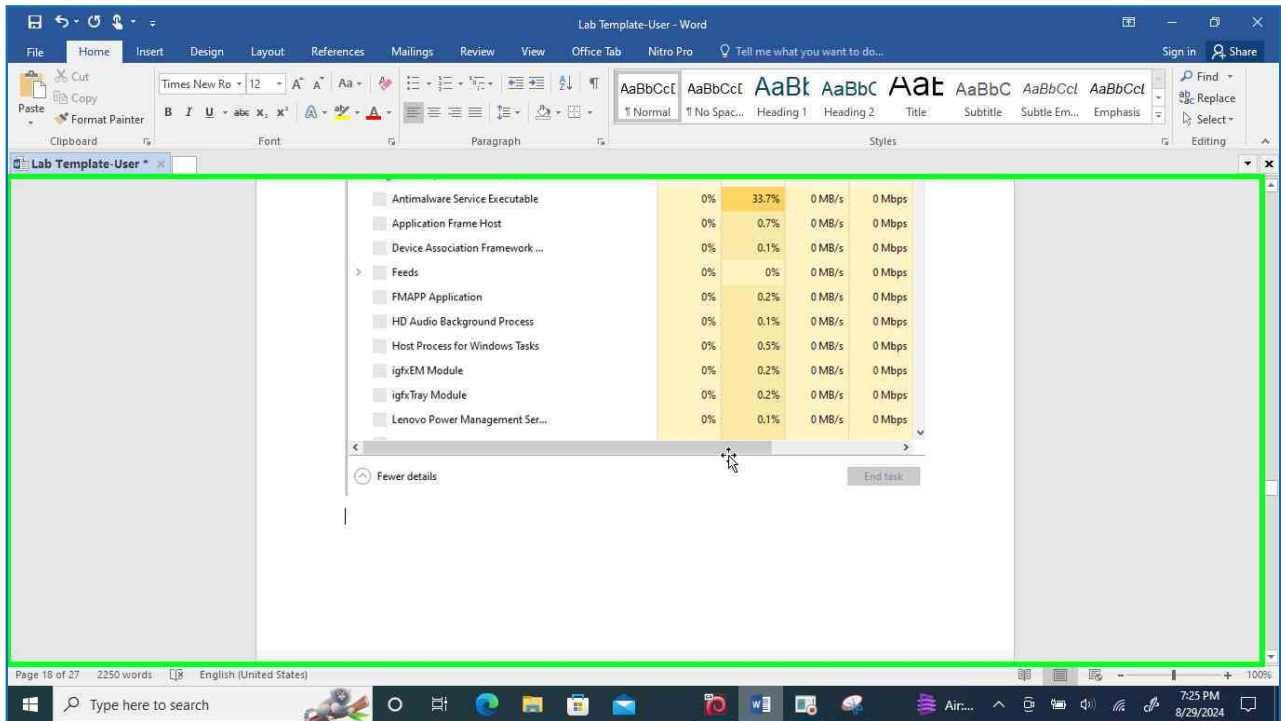 Lab Template-User - Word
File Home Insert Design Layout References Mailings Review View Office Tab Nitro Pro Tell me what you want to do... Sign in Share
Paste
Cut
Copy
Format Painter
Clipboard
Times New Ro 12
Font
Paragraph
AaBbCcI AaBbCcI AaBt AaBbC Aat AaBbC AaBbCcl AaBbCcl
¶ Normal ¶ No Spac... Heading 1 Heading 2 Title Subtitle Subtle Em... Emphasis
Styles
Find
Replace
Select
Editing
Lab Template-User *
Antimalware Service Executable 0% 33.7% 0 MB/s 0 Mbps
Application Frame Host 0% 0.7% 0 MB/s 0 Mbps
Device Association Framework ... 0% 0.1% 0 MB/s 0 Mbps
Feeds 0% 0% 0 MB/s 0 Mbps
FMAPP Application 0% 0.2% 0 MB/s 0 Mbps
HD Audio Background Process 0% 0.1% 0 MB/s 0 Mbps
Host Process for Windows Tasks 0% 0.5% 0 MB/s 0 Mbps
igfxEM Module 0% 0.2% 0 MB/s 0 Mbps
igfxTray Module 0% 0.2% 0 MB/s 0 Mbps
Lenovo Power Management Ser... 0% 0.1% 0 MB/s 0 Mbps
Fewer details End task
Page 18 of 27 2250 words English (United States) 100%
Type here to search Air:... 7:25 PM
8/29/2024